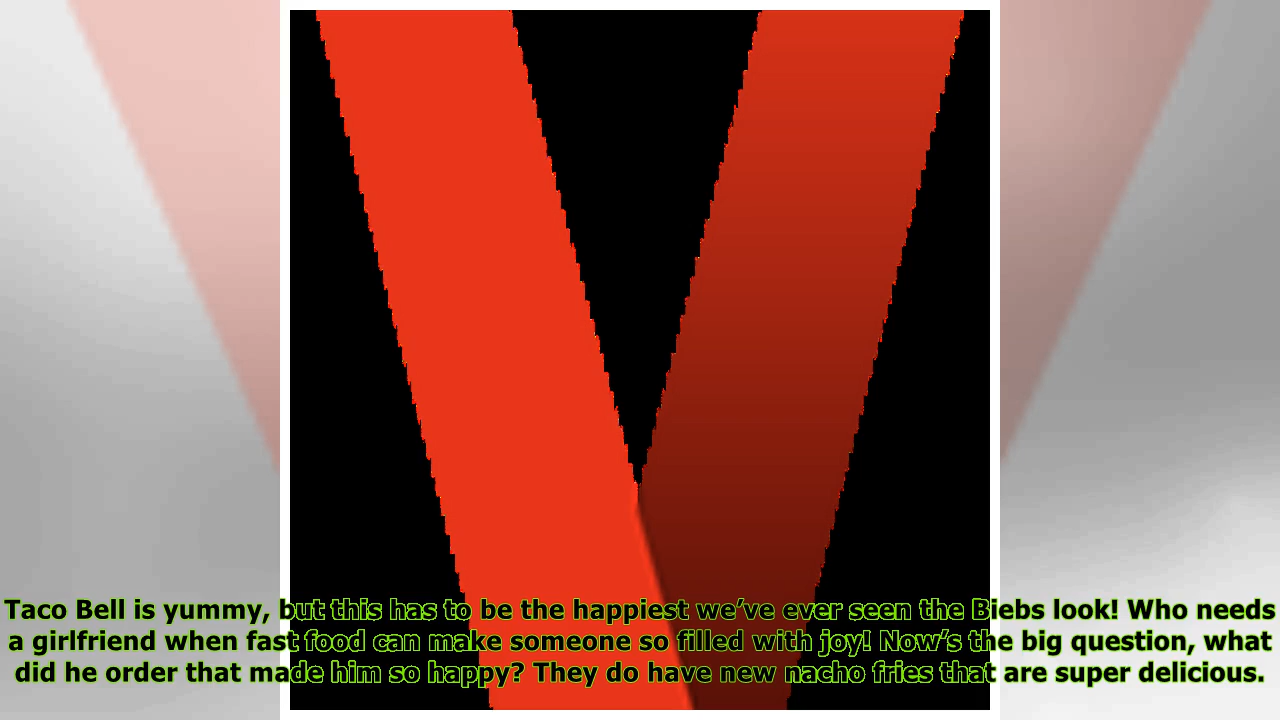 Taco Bell is yummy, but this has to be the happiest we’ve ever seen the Biebs look! Who needs
a girlfriend when fast food can make someone so filled with joy! Now’s the big question, what
did he order that made him so happy? They do have new nacho fries that are super delicious.